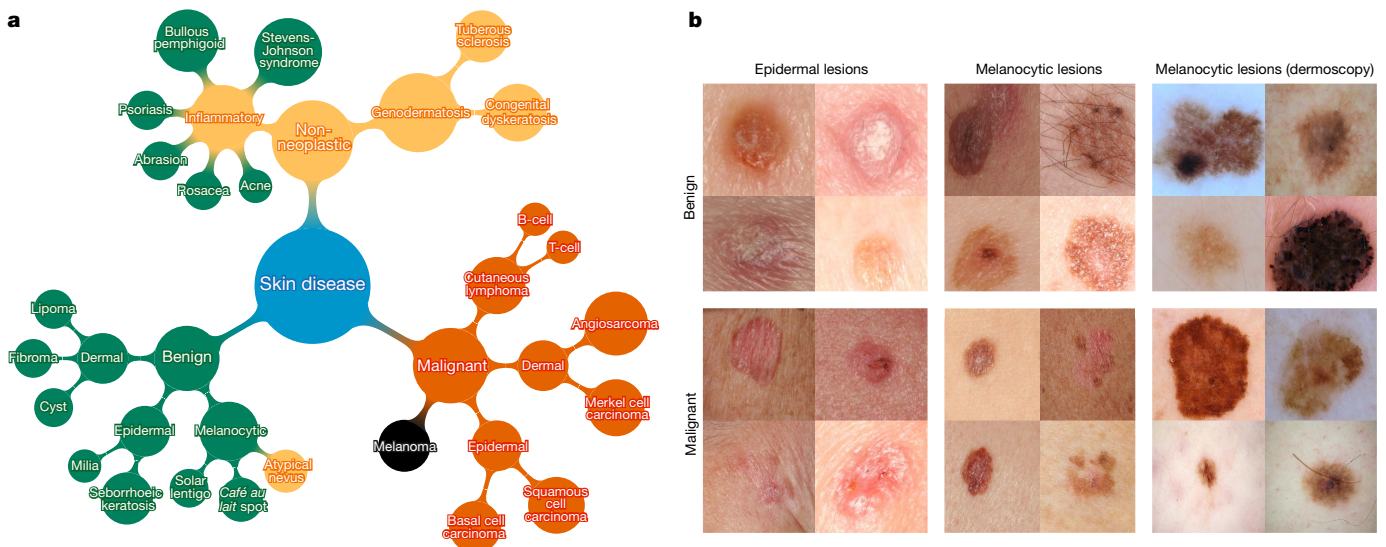 a
Bullous
pemphigoid
Stevens-
Johnson
syndrome
Tuberous
sclerosis
Psoriasis
Inflammatory
Non-
neoplastic
Genodermatosis
Congenital
dyskeratosis
Abrasion
Rosacea
Acne
B-cell
T-cell
Cutaneous
lymphoma
Skin disease
Lipoma
Fibroma
Dermal
Benign
Cyst
Epidermal
Melanocytic
Milia
Seborrhoeic
keratosis
Solar
lentigo
Café au
lait spot
Atypical
nevus
Malignant
Angiosarcoma
Dermal
Merkel cell
carcinoma
Melanoma
Epidermal
Squamous
cell
carcinoma
Basal cell
carcinoma
b
Epidermal lesions
Melanocytic lesions
Melanocytic lesions (dermoscopy)
Benign
Malignant